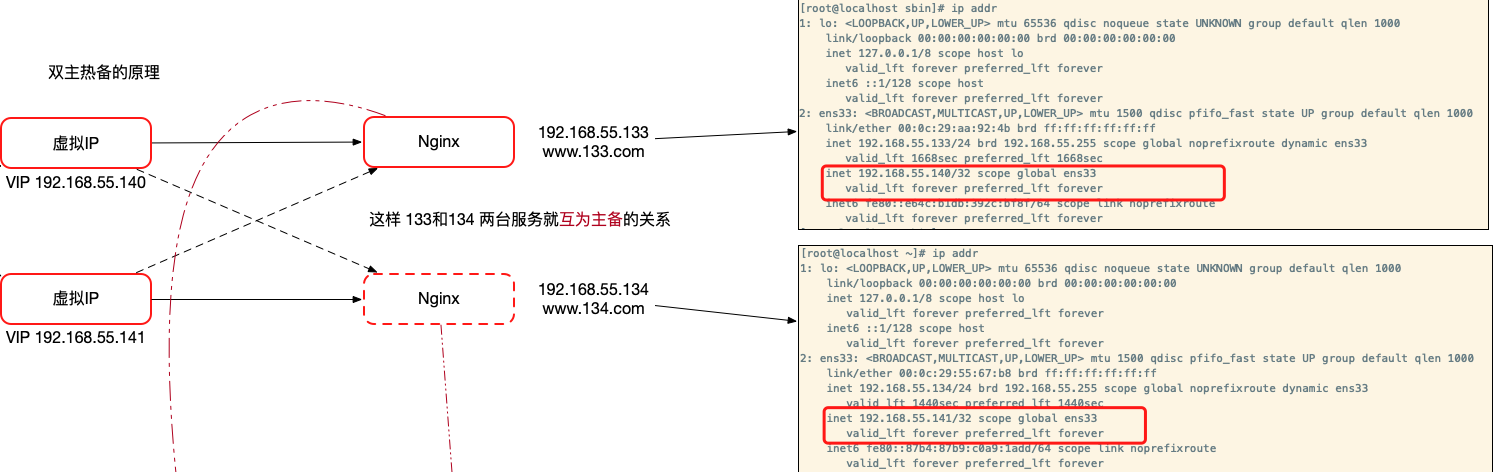 双主热备的原理
虚拟IP
VIP 192.168.55.140
Nginx
192.168.55.133
www.133.com
这样 133和134 两台服务就互为主备的关系
虚拟IP
VIP 192.168.55.141
Nginx
192.168.55.134
www.134.com
[root@localhost sbin]# ip addr
1: lo: <LOOPBACK,UP,LOWER_UP> mtu 65536 qdisc noqueue state UNKNOWN group default qlen 1000
link/loopback 00:00:00:00:00:00 brd 00:00:00:00:00:00
inet 127.0.0.1/8 scope host lo
valid_lft forever preferred_lft forever
inet6 ::1/128 scope host
valid_lft forever preferred_lft forever
2: ens33: <BROADCAST,MULTICAST,UP,LOWER_UP> mtu 1500 qdisc pfifo_fast state UP group default qlen 1000
link/ether 00:0c:29:aa:92:4b brd ff:ff:ff:ff:ff:ff
inet 192.168.55.133/24 brd 192.168.55.255 scope global noprefixroute dynamic ens33
valid_lft 1668sec preferred_lft 1668sec
inet 192.168.55.140/32 scope global ens33
valid_lft forever preferred_lft forever
inet6 fe80::e64c:b1db:392c:bf8f/64 scope link noprefixroute
valid_lft forever preferred_lft forever
[root@localhost ~]# ip addr
1: lo: <LOOPBACK,UP,LOWER_UP> mtu 65536 qdisc noqueue state UNKNOWN group default qlen 1000
link/loopback 00:00:00:00:00:00 brd 00:00:00:00:00:00
inet 127.0.0.1/8 scope host lo
valid_lft forever preferred_lft forever
inet6 ::1/128 scope host
valid_lft forever preferred_lft forever
2: ens33: <BROADCAST,MULTICAST,UP,LOWER_UP> mtu 1500 qdisc pfifo_fast state UP group default qlen 1000
link/ether 00:0c:29:55:67:b8 brd ff:ff:ff:ff:ff:ff
inet 192.168.55.134/24 brd 192.168.55.255 scope global noprefixroute dynamic ens33
valid_lft 1440sec preferred_lft 1440sec
inet 192.168.55.141/32 scope global ens33
valid_lft forever preferred_lft forever
inet6 fe80::87b4:87b9:c0a9:1add/64 scope link noprefixroute
valid_lft forever preferred_lft forever